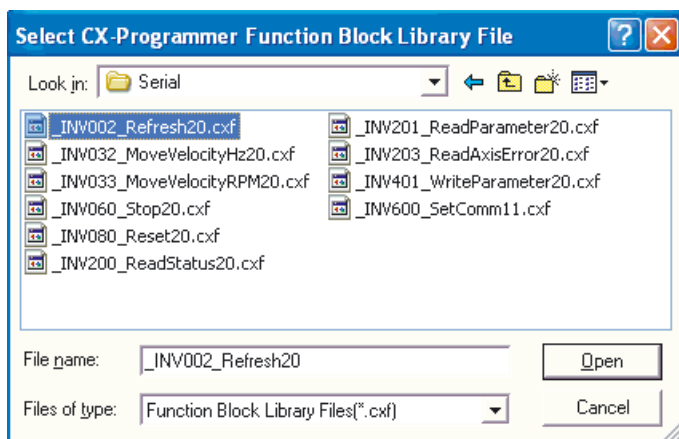 Select CX-Programmer Function Block Library File
Look in: Serial
_INV002_Refresh20.cxf
_INV032_MoveVelocityHz20.cxf
_INV033_MoveVelocityRPM20.cxf
_INV060_Stop20.cxf
_INV080_Reset20.cxf
_INV200_ReadStatus20.cxf
_INV201_ReadParameter20.cxf
_INV203_ReadAxisError20.cxf
_INV401_WriteParameter20.cxf
_INV600_SetComm11.cxf
File name: _INV002_Refresh20 Open
Files of type: Function Block Library Files(*.cxf) Cancel